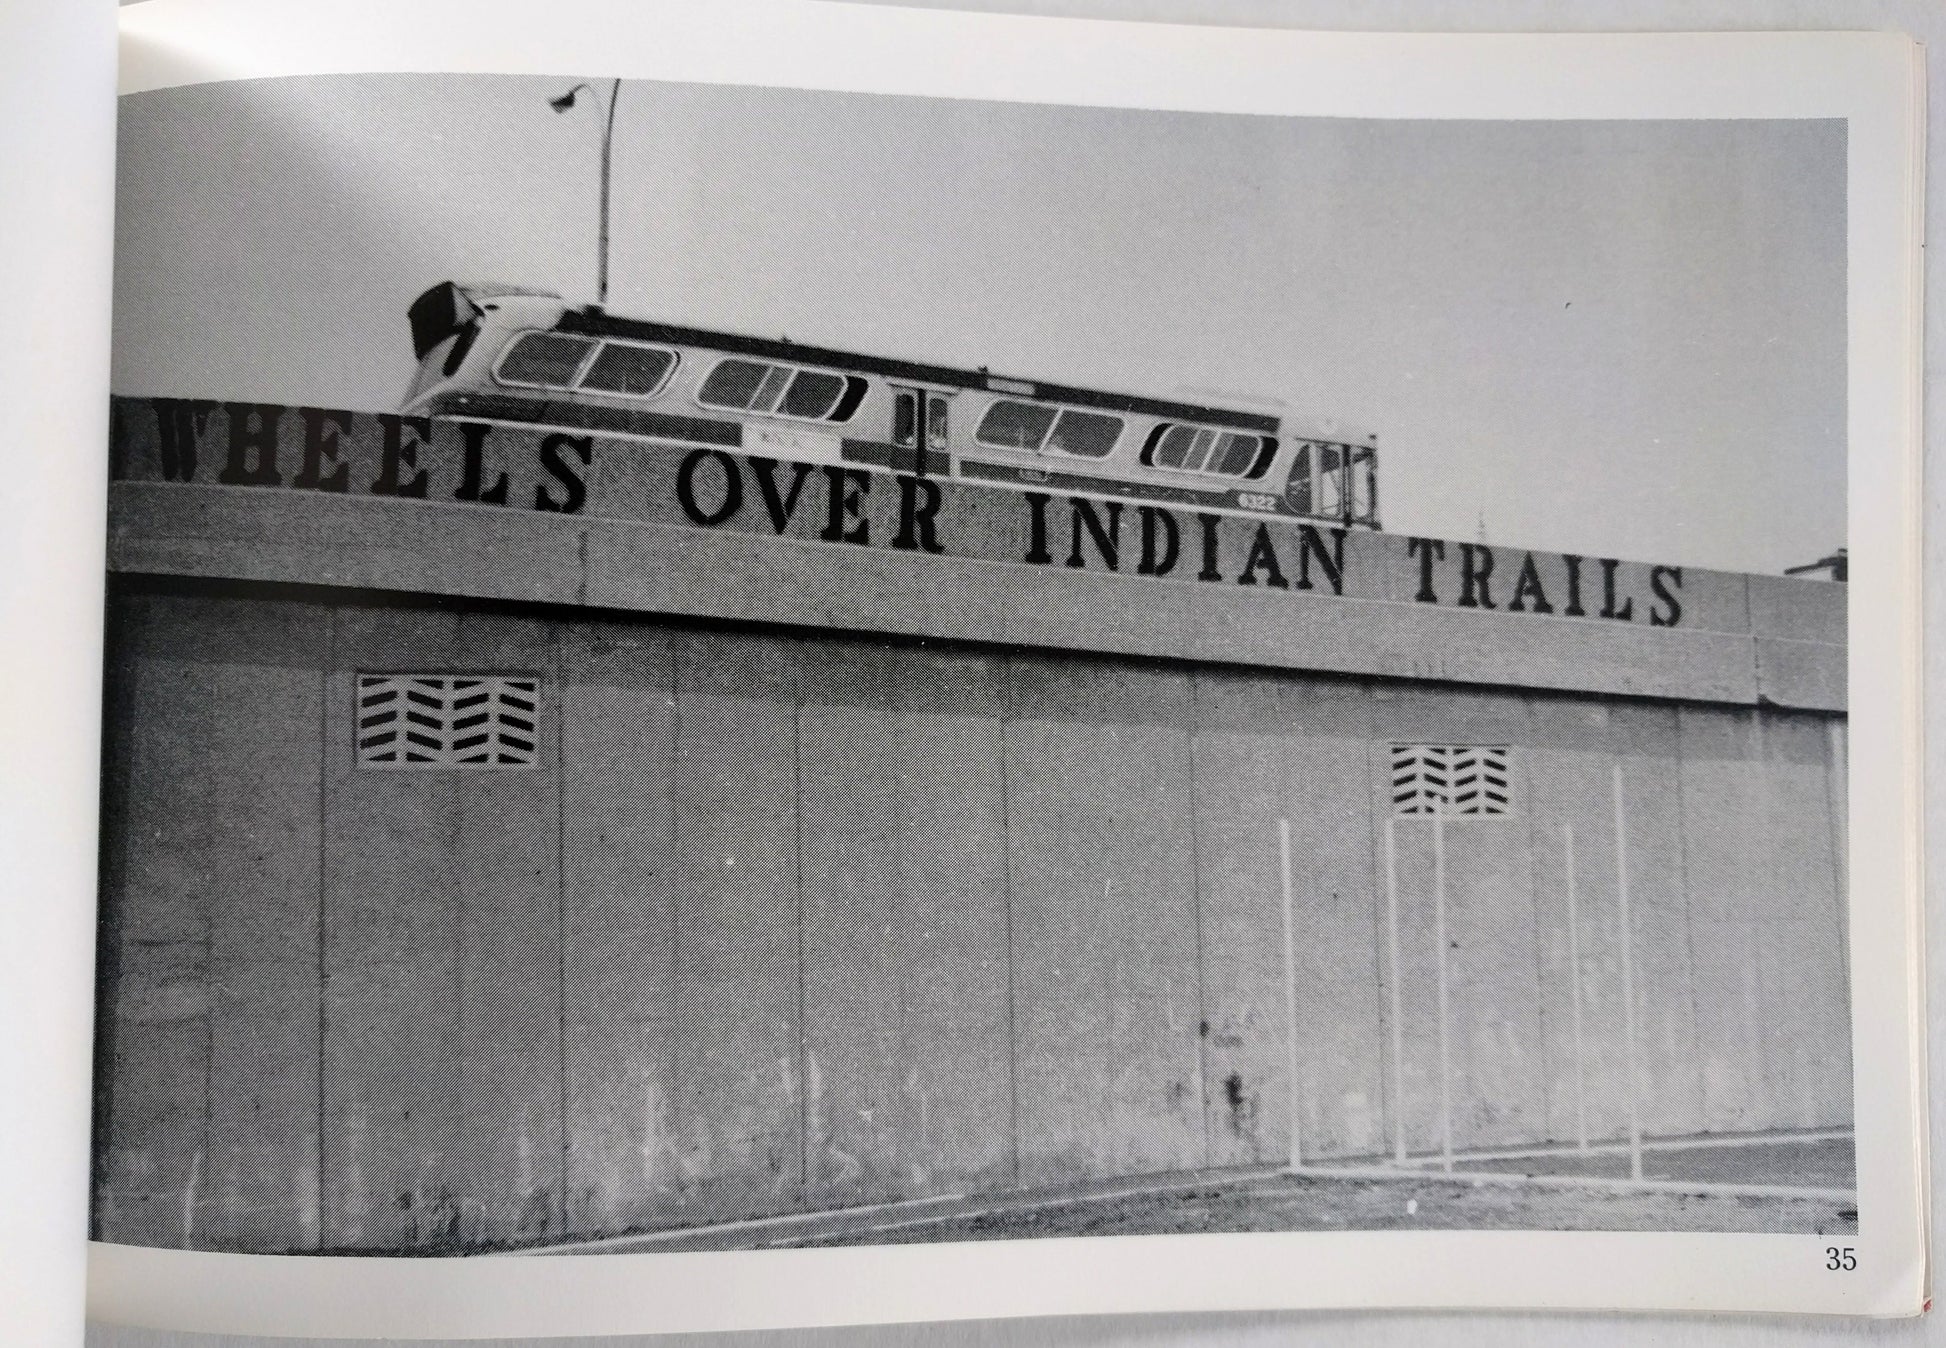 WHEELS OVER INDIAN TRAILS
6322
35